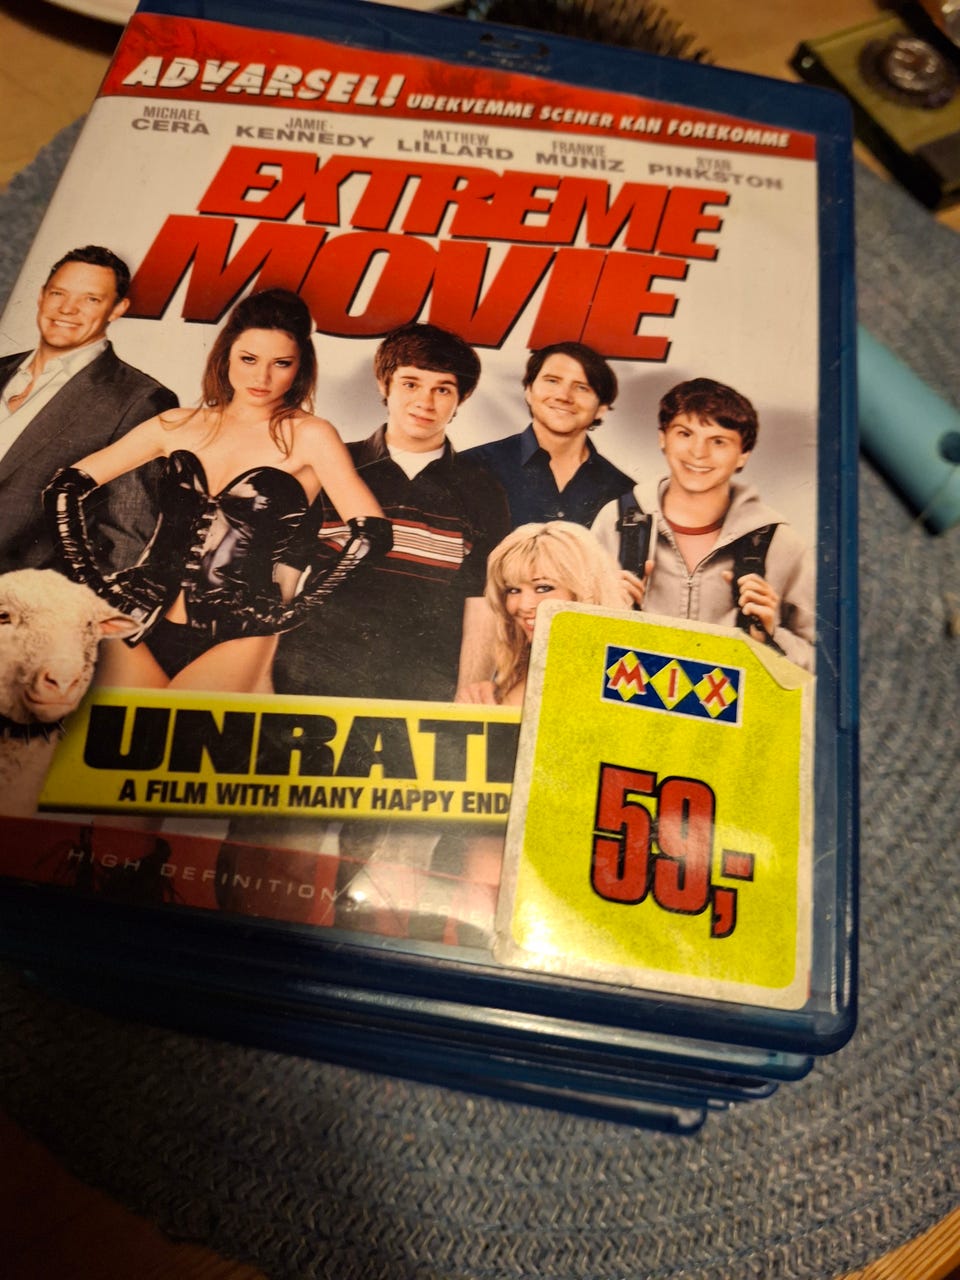 ADVARSEL! UBEKVEMME SCENER KAN FOREKOMME
MICHAEL CERA
JAMIE KENNEDY
MATTHEW LILLARD
FRANKIE MUNIZ
RYAN PINKSTON
EXTREME
MOVIE
UNRAT
A FILM WITH MANY HAPPY END
MIX
59,-
HIGH DEFINITION